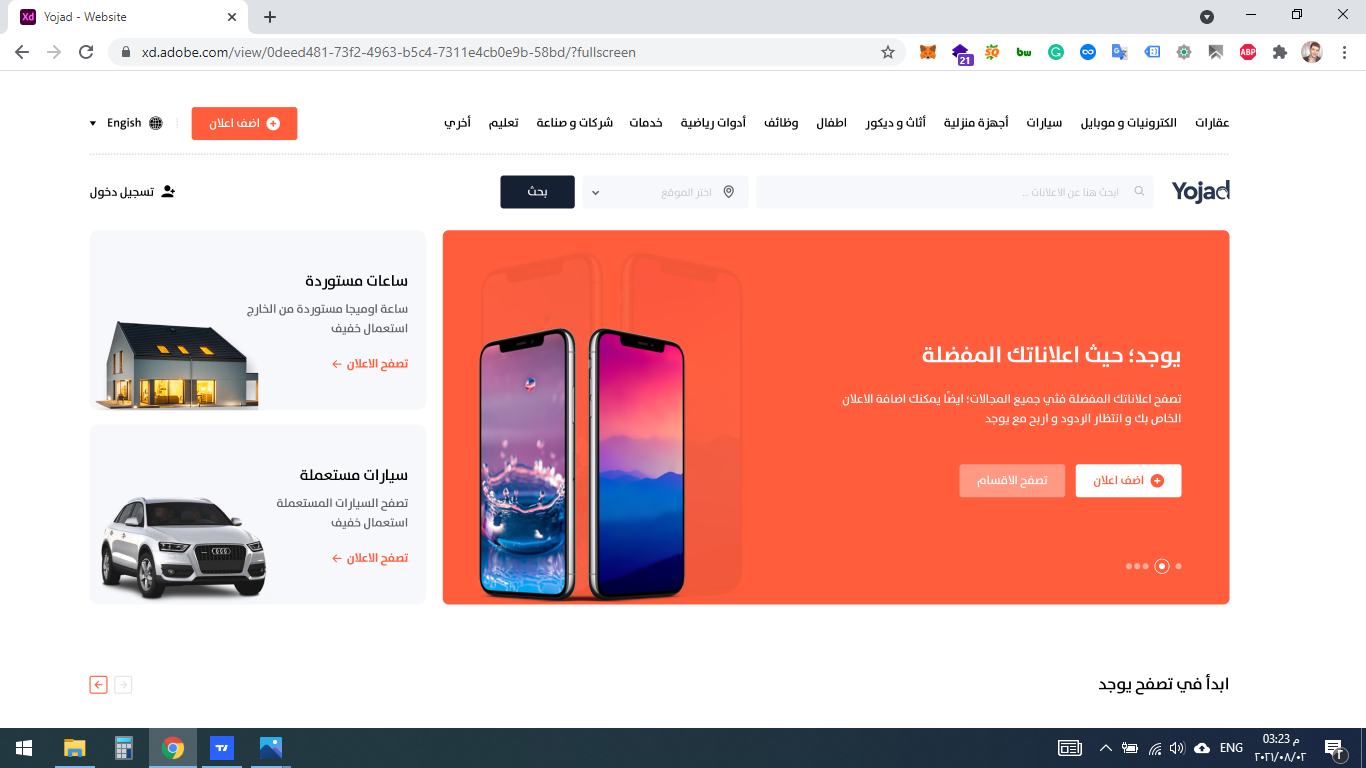 Yojad - Website
xd.adobe.com/view/0deed481-73f2-4963-b5c4-7311e4cb0e9b-58bd/?fullscreen
21
ABP
عقارات الكترونيات و موبايل سيارات أجهزة منزلية أثاث و ديكور اطفال وظائف أدوات رياضية خدمات شركات و صناعة تعليم أخري
اضف اعلان
Engish
Yojad
ابحث هنا عن الاعلانات ...
اختر الموقع
بحث
تسجيل دخول
يوجد؛ حيث اعلاناتك المفضلة
تصفح اعلاناتك المفضلة فئي جميع المجالات؛ ايضًا يمكنك اضافة الاعلان
الخاص بك و انتظار الردود و اربح مع يوجد
اضف اعلان
تصفح الاقسام
ساعات مستوردة
ساعة اوميجا مستوردة من الخارج
استعمال خفيف
تصفح الاعلان
سيارات مستعملة
تصفح السيارات المستعملة
استعمال خفيف
تصفح الاعلان
ابدأ في تصفح يوجد
ENG
03:23 م
٢٠٢١/٠٨/٠٢